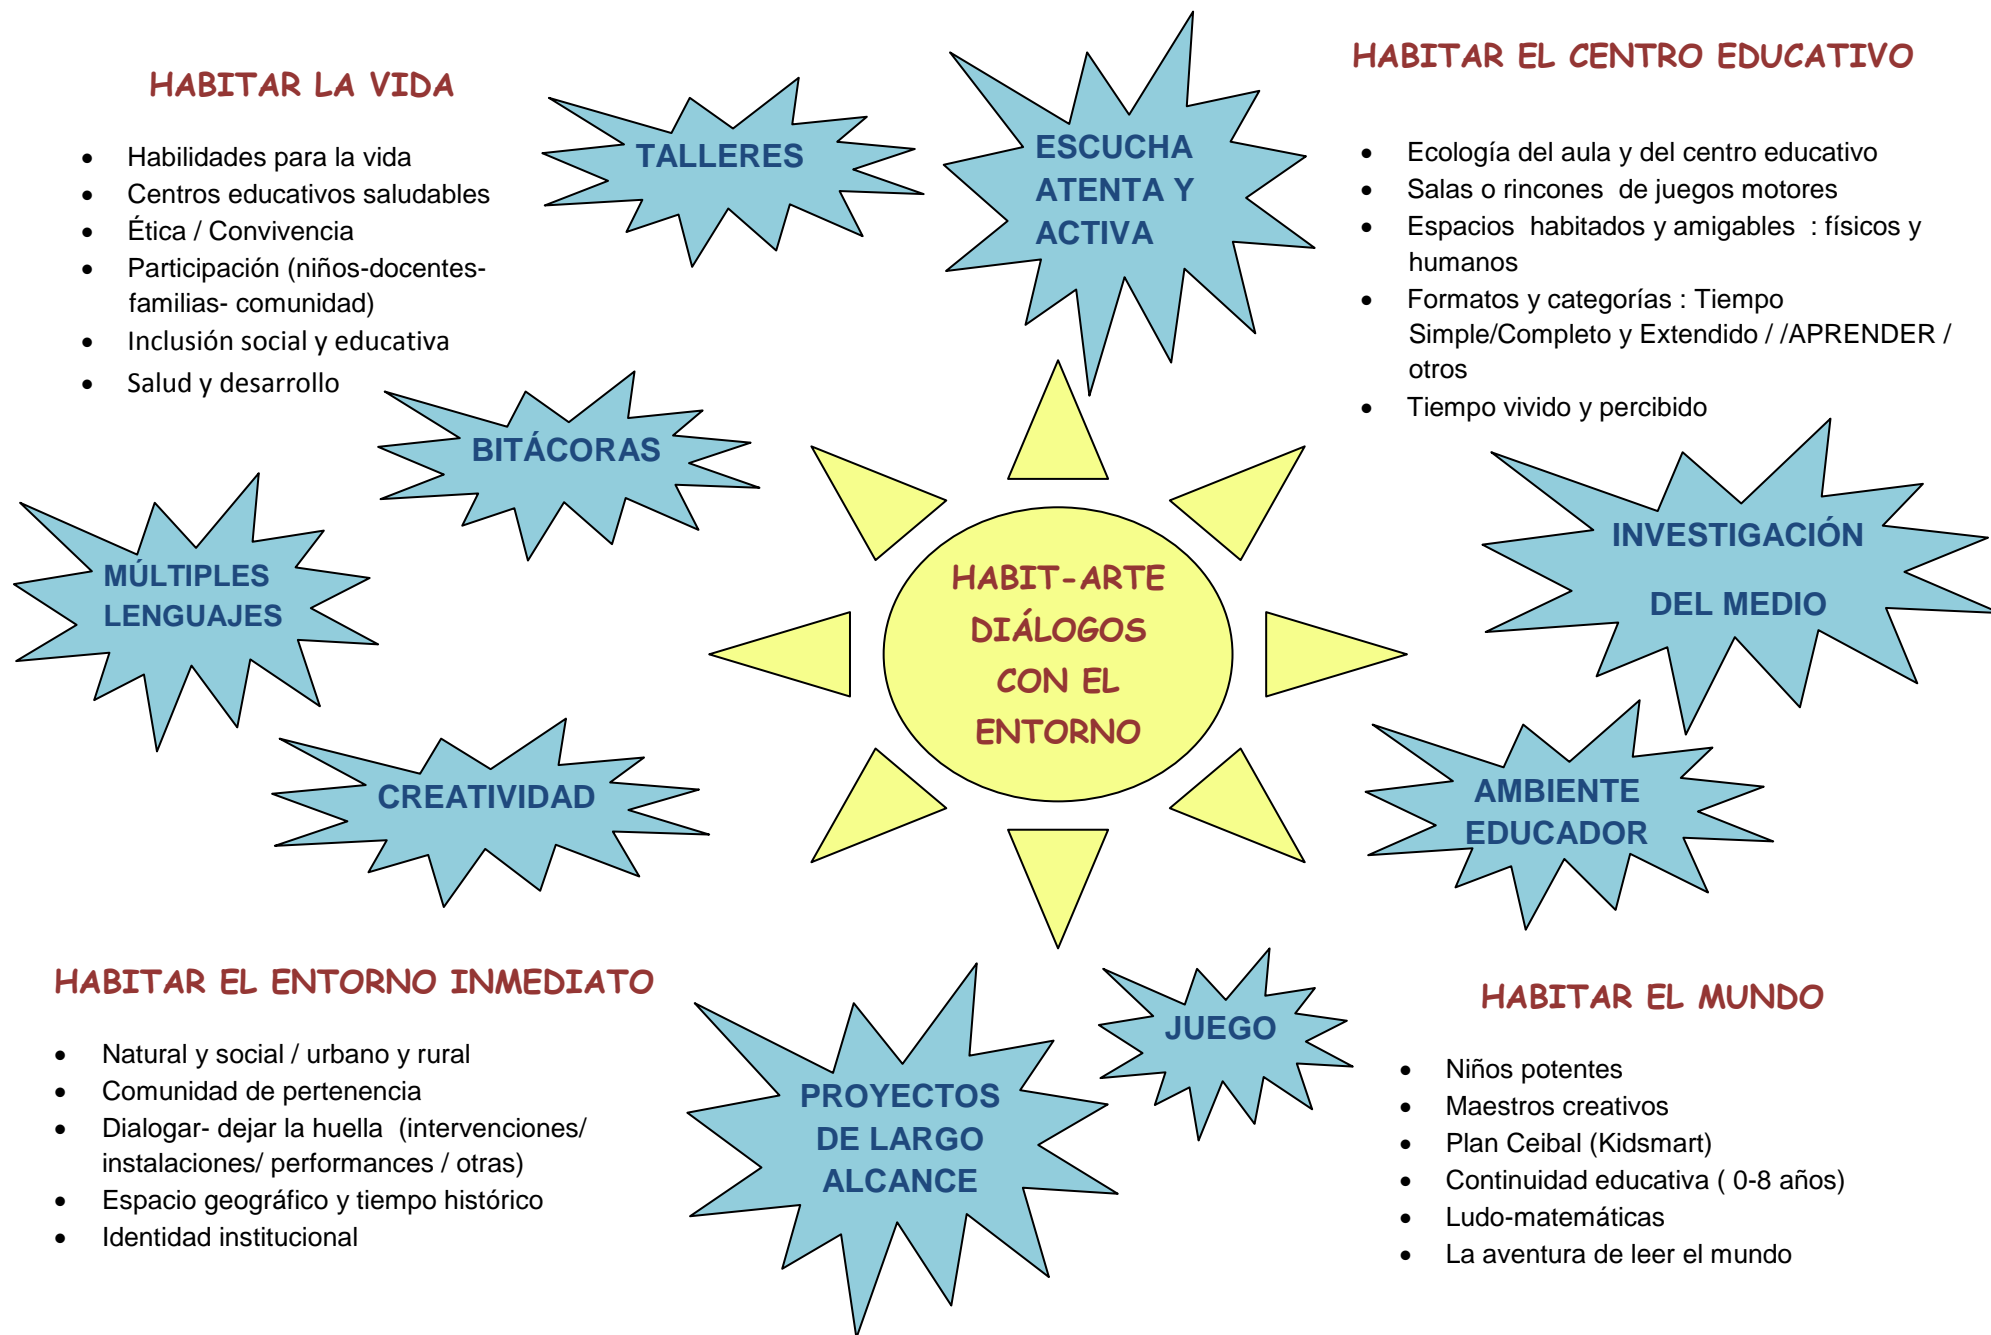 HABITAR LA VIDA
• Habilidades para la vida
• Centros educativos saludables
• Ética / Convivencia
• Participación (niños-docentes-
familias- comunidad)
• Inclusión social y educativa
• Salud y desarrollo
TALLERES
ESCUCHA
ATENTA Y
ACTIVA
HABITAR EL CENTRO EDUCATIVO
• Ecología del aula y del centro educativo
• Salas o rincones  de juegos motores
• Espacios  habitados y amigables  : físicos y
humanos
• Formatos y categorías : Tiempo
Simple/Completo y Extendido / /APRENDER /
otros
• Tiempo vivido y percibido
BITÁCORAS
MÚLTIPLES
LENGUAJES
CREATIVIDAD
HABIT-ARTE
DIÁLOGOS
CON EL
ENTORNO
INVESTIGACIÓN
DEL MEDIO
AMBIENTE
EDUCADOR
HABITAR EL ENTORNO INMEDIATO
• Natural y social / urbano y rural
• Comunidad de pertenencia
• Dialogar- dejar la huella  (intervenciones/
instalaciones/ performances / otras)
• Espacio geográfico y tiempo histórico
• Identidad institucional
PROYECTOS
DE LARGO
ALCANCE
JUEGO
HABITAR EL MUNDO
• Niños potentes
• Maestros creativos
• Plan Ceibal (Kidsmart)
• Continuidad educativa ( 0-8 años)
• Ludo-matemáticas
• La aventura de leer el mundo